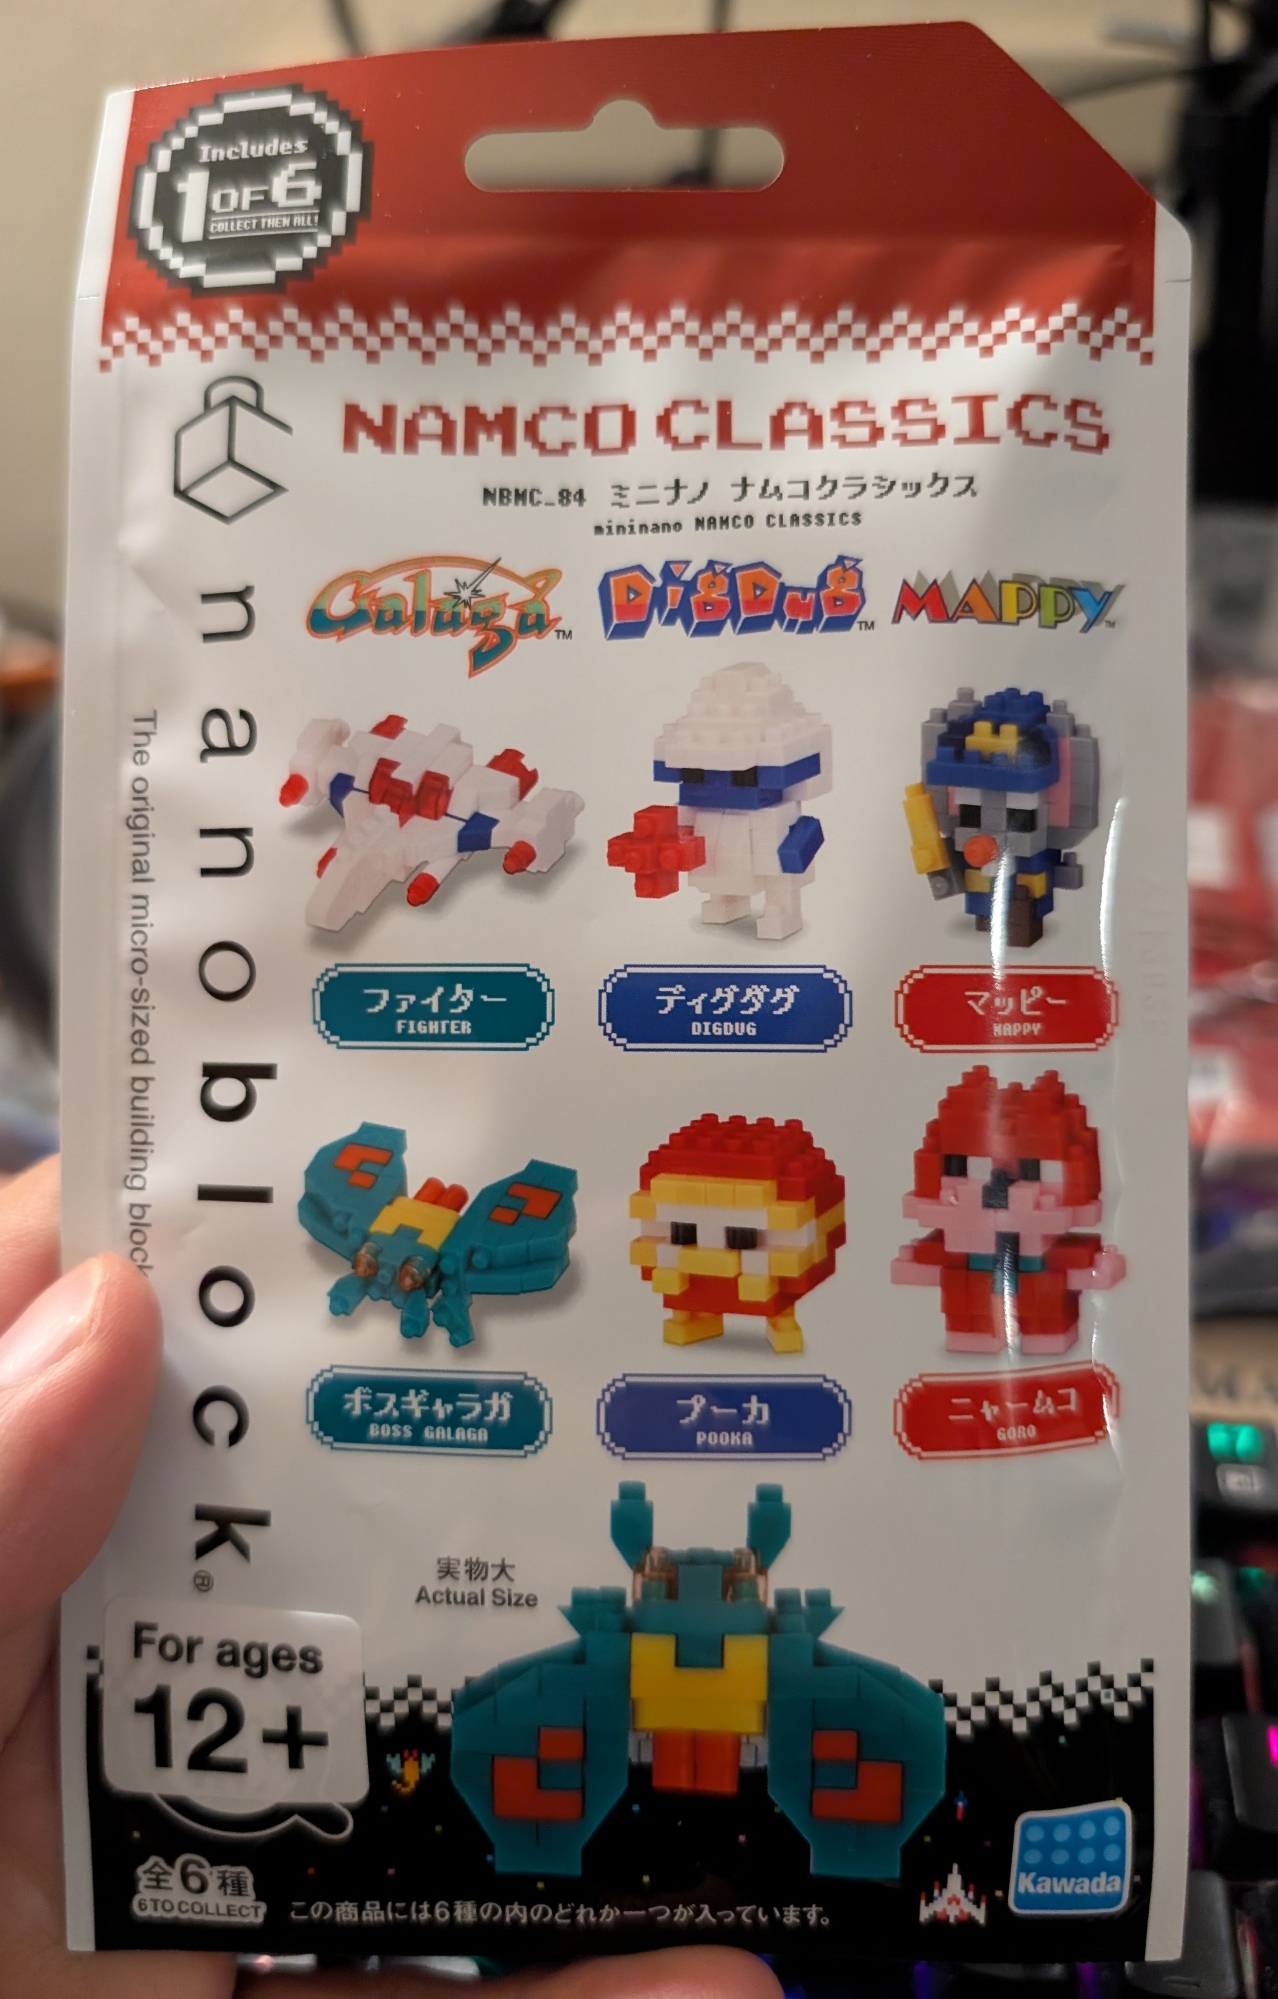 Includes
1 OF 6
COLLECT THEN ALL!
NAMCO CLASSICS
NBMC_84 ミニナノ ナムコクラシックス
mininano NAMCO CLASSICS
nanoblock®
The original micro-sized building block
Galaga™
DigDug™
MAPPY™
ファイター
FIGHTER
ディグダグ
DIGDUG
マッピー
MAPPY
ボスギャラガ
BOSS GALAGA
プーカ
POOKA
ニャームコ
GORO
実物大
Actual Size
For ages
12+
全6種
6 TO COLLECT
この商品には6種の内のどれか一つが入っています。
Kawada